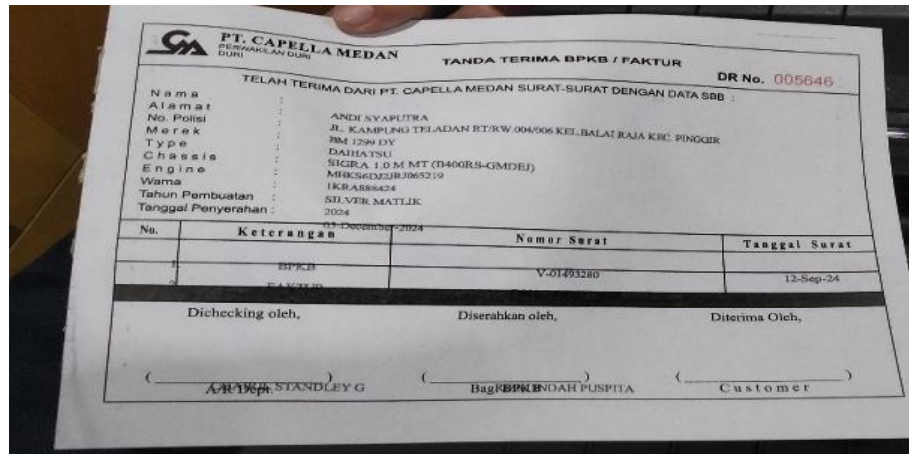 PT. CAPELLA MEDAN
PERWAKILAN DURI
DURI
TANDA TERIMA BPKB / FAKTUR
DR No. 005646
TELAH TERIMA DARI PT. CAPELLA MEDAN SURAT-SURAT DENGAN DATA SBB :
Nama :
Alamat : ANDI SYAPUTRA
No. Polisi : JL. KAMPUNG TELADAN RT/RW.004/006 KEL.BALAI RAJA KEC. PINGGIR
Merek : BM 1299 DY
Type : DAIHATSU
Chassis : SIGRA 1.0 M MT (B400RS-GMDEJ)
Engine : MHKS6DJ2JRJ065219
Warna : 1KRA888424
Tahun Pembuatan : SILVER MATLIK
Tanggal Penyerahan : 2024
03-December-2024
No. Keterangan Nomor Surat Tanggal Surat
1 BPKB V-01493280 12-Sep-24
2 FAKTUR
Dichecking oleh, Diserahkan oleh, Diterima Oleh,
( ) ( ) ( )
A/R Dept. STANDLEY G Bag. BPKB INDAH PUSPITA Customer